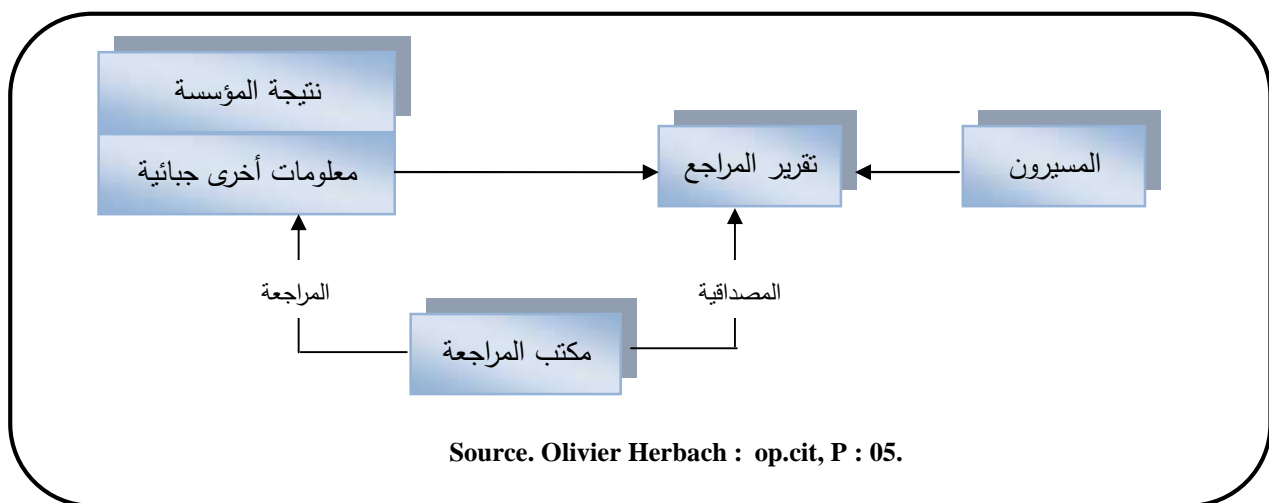 نتيجة المؤسسة
معلومات أخرى جبائية
تقرير المراجع
المسيرون
المراجعة
المصداقية
مكتب المراجعة
Source. Olivier Herbach : op.cit, P : 05.